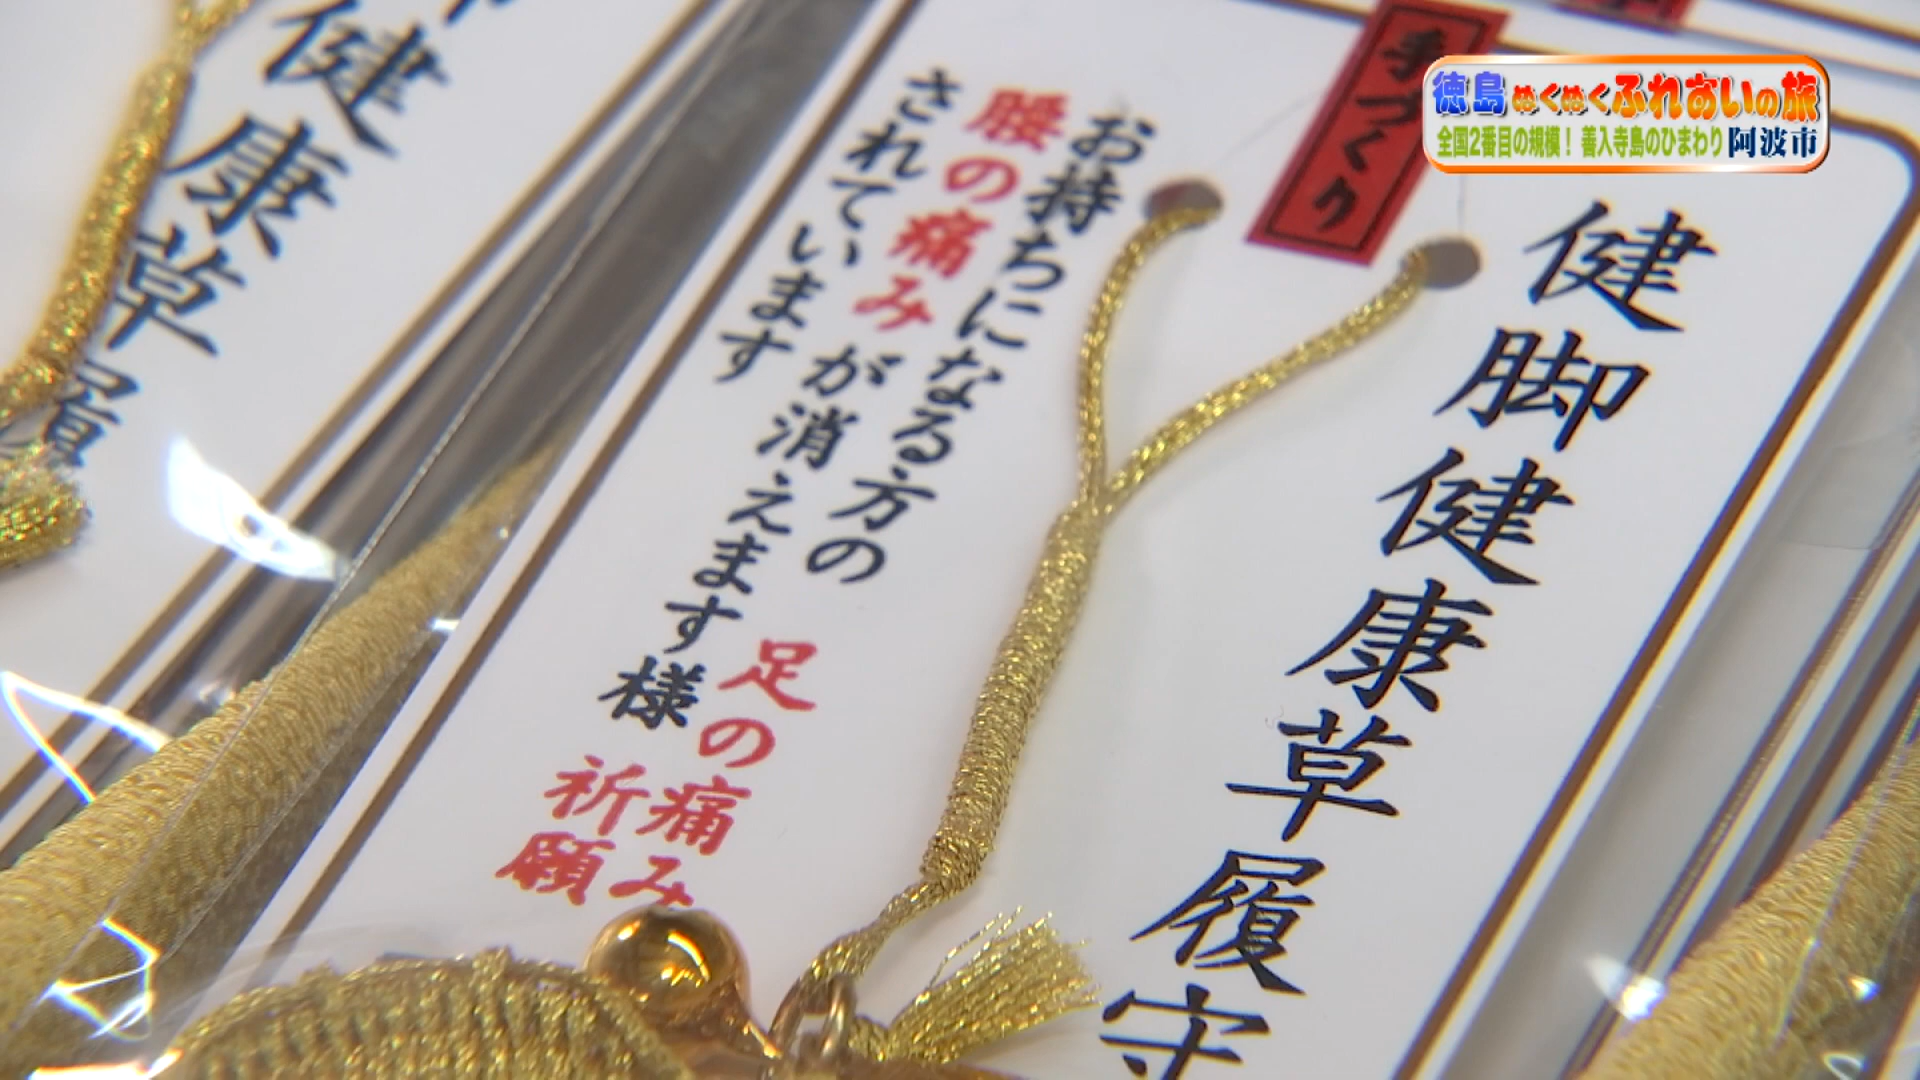 徳島ぬくぬくふれあいの旅
全国2番目の規模！ 善入寺島のひまわり 阿波市
手づくり
健脚健康草履守
お持ちになる方の
腰の痛み 足の痛み
が消えます様 祈願
されています
健康草履